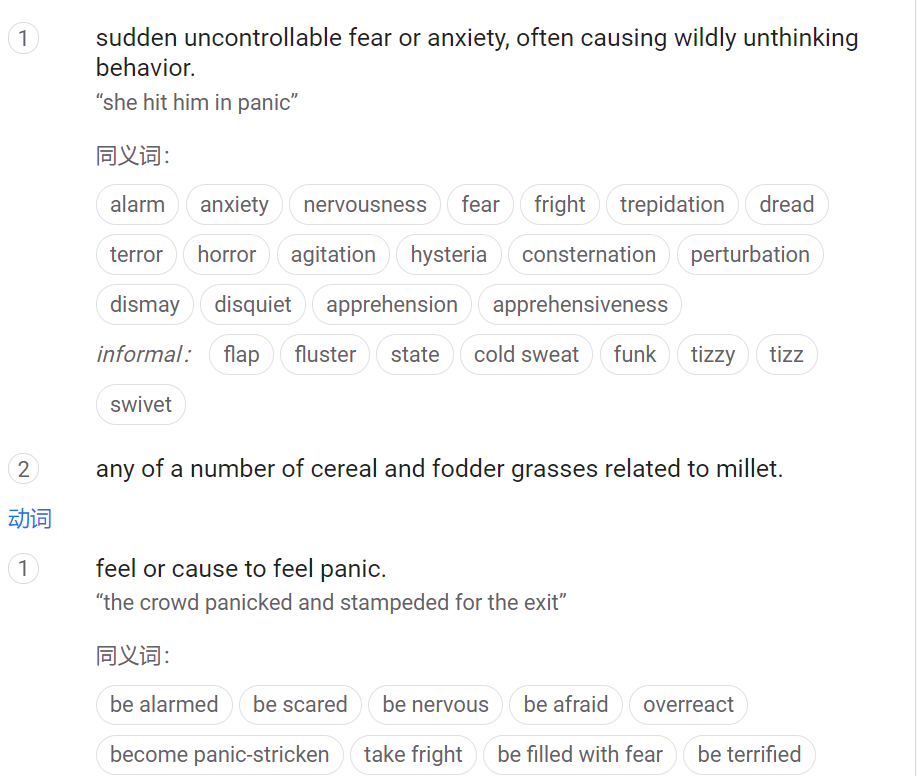 1 sudden uncontrollable fear or anxiety, often causing wildly unthinking
behavior.
“she hit him in panic”
同义词：
alarm anxiety nervousness fear fright trepidation dread
terror horror agitation hysteria consternation perturbation
dismay disquiet apprehension apprehensiveness
informal： flap fluster state cold sweat funk tizzy tizz
swivet
2 any of a number of cereal and fodder grasses related to millet.
动词
1 feel or cause to feel panic.
“the crowd panicked and stampeded for the exit”
同义词：
be alarmed be scared be nervous be afraid overreact
become panic-stricken take fright be filled with fear be terrified